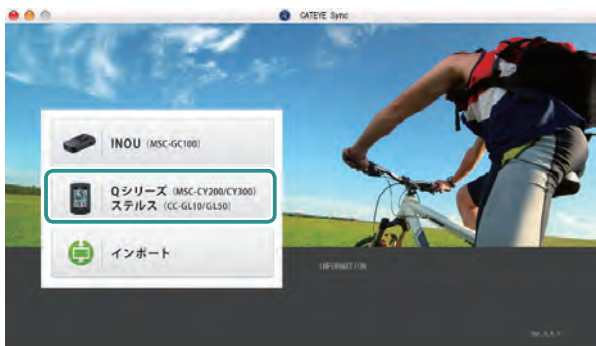 CATEYE Sync
INOU (MSC-GC100)
Qシリーズ (MSC-CY200/CY300)
ステルス (CC-GL10/GL50)
インポート
INFORMATION